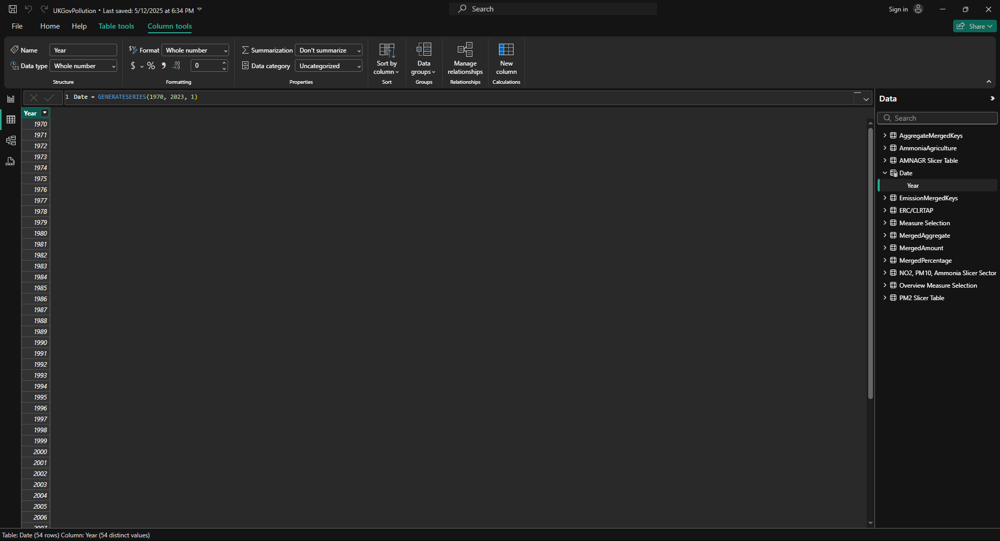 UKGovPollution • Last saved: 5/12/2025 at 6:34 PM
Search
Sign in
File Home Help Table tools Column tools
Share
Name Year
Data type Whole number
Structure
Format Whole number
$ % 0
Formatting
Summarization Don't summarize
Data category Uncategorized
Properties
Sort by
column
Sort
Data
groups
Groups
Manage
relationships
Relationships
New
column
Calculations
1 Date = GENERATESERIES(1970, 2023, 1)
Year
1970
1971
1972
1973
1974
1975
1976
1977
1978
1979
1980
1981
1982
1983
1984
1985
1986
1987
1988
1989
1990
1991
1992
1993
1994
1995
1996
1997
1998
1999
2000
2001
2002
2003
2004
2005
2006
2007
Data
Search
AggregateMergedKeys
AmmoniaAgriculture
AMNAGR Slicer Table
Date
Year
EmissionMergedKeys
ERC/CLRTAP
Measure Selection
MergedAggregate
MergedAmount
MergedPercentage
NO2, PM10, Ammonia Slicer Sector
Overview Measure Selection
PM2 Slicer Table
Table: Date (54 rows) Column: Year (54 distinct values)